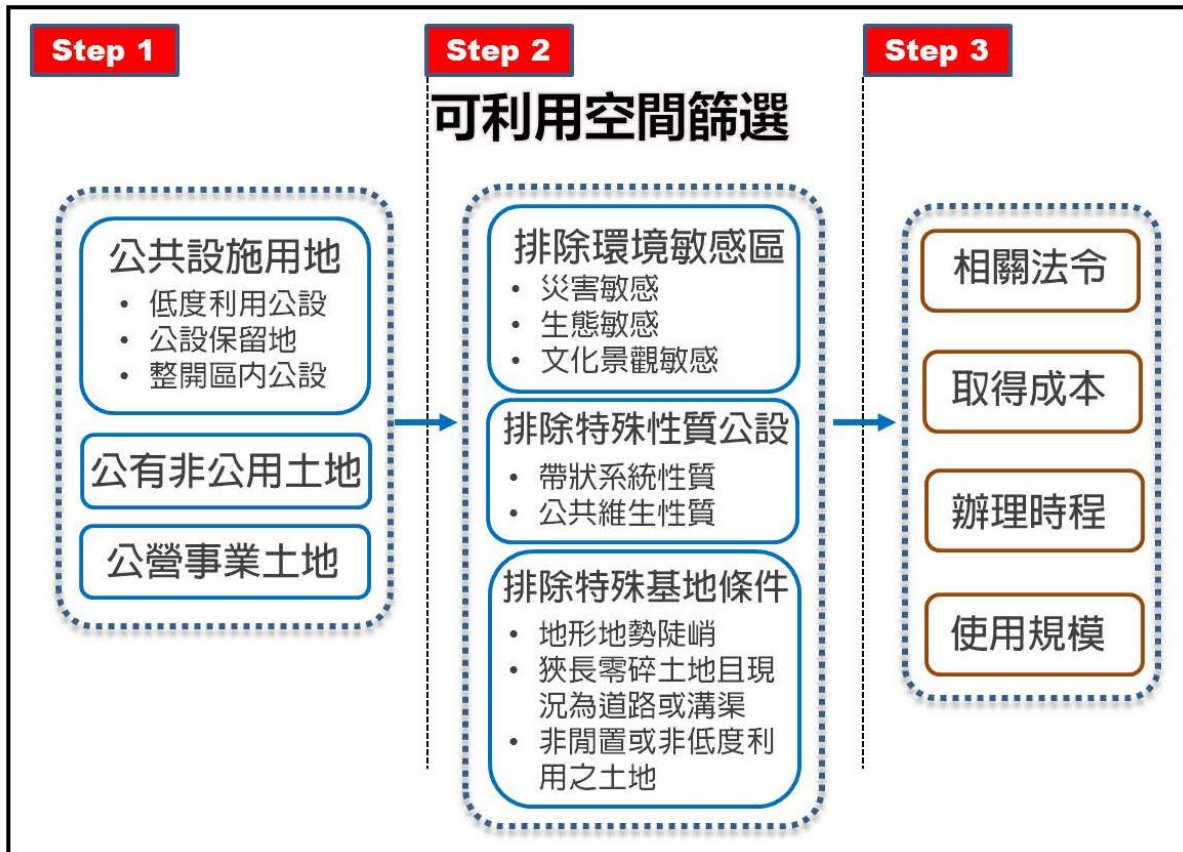 Step 1
Step 2
Step 3
可利用空間篩選
公共設施用地
• 低度利用公設
• 公設保留地
• 整開區內公設
公有非公用土地
公營事業土地
排除環境敏感區
• 災害敏感
• 生態敏感
• 文化景觀敏感
排除特殊性質公設
• 帶狀系統性質
• 公共維生性質
排除特殊基地條件
• 地形地勢陡峭
• 狹長零碎土地且現
況為道路或溝渠
• 非閒置或非低度利
用之土地
相關法令
取得成本
辦理時程
使用規模